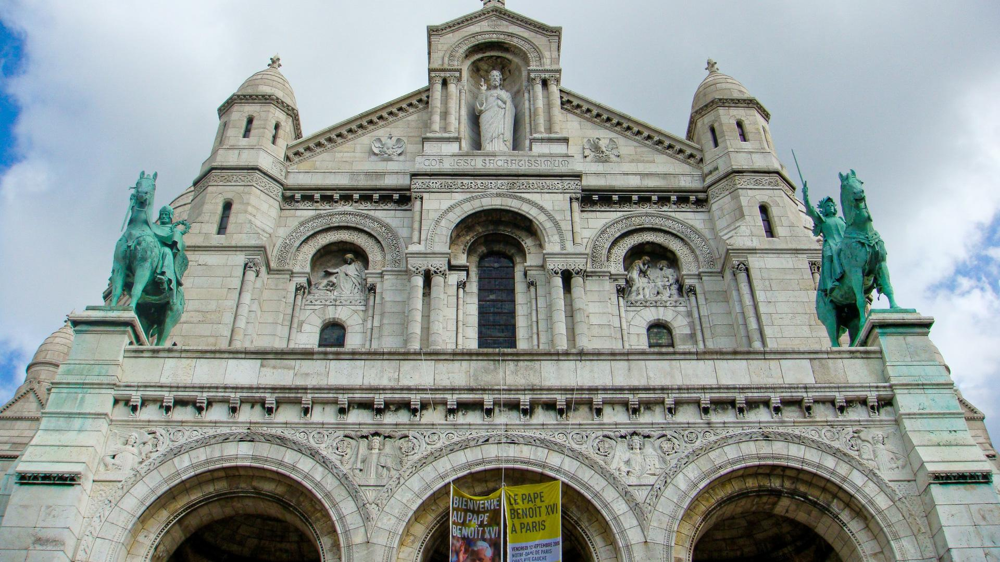 COR JESU SACRATISSIMUM
BIENVENUE
AU PAPE
BENOÎT XVI
LE PAPE
BENOÎT XVI
À PARIS
VENDREDI 12 SEPTEMBRE 2008
NOTRE-DAME DE PARIS
QUAIS RIVE GAUCHE